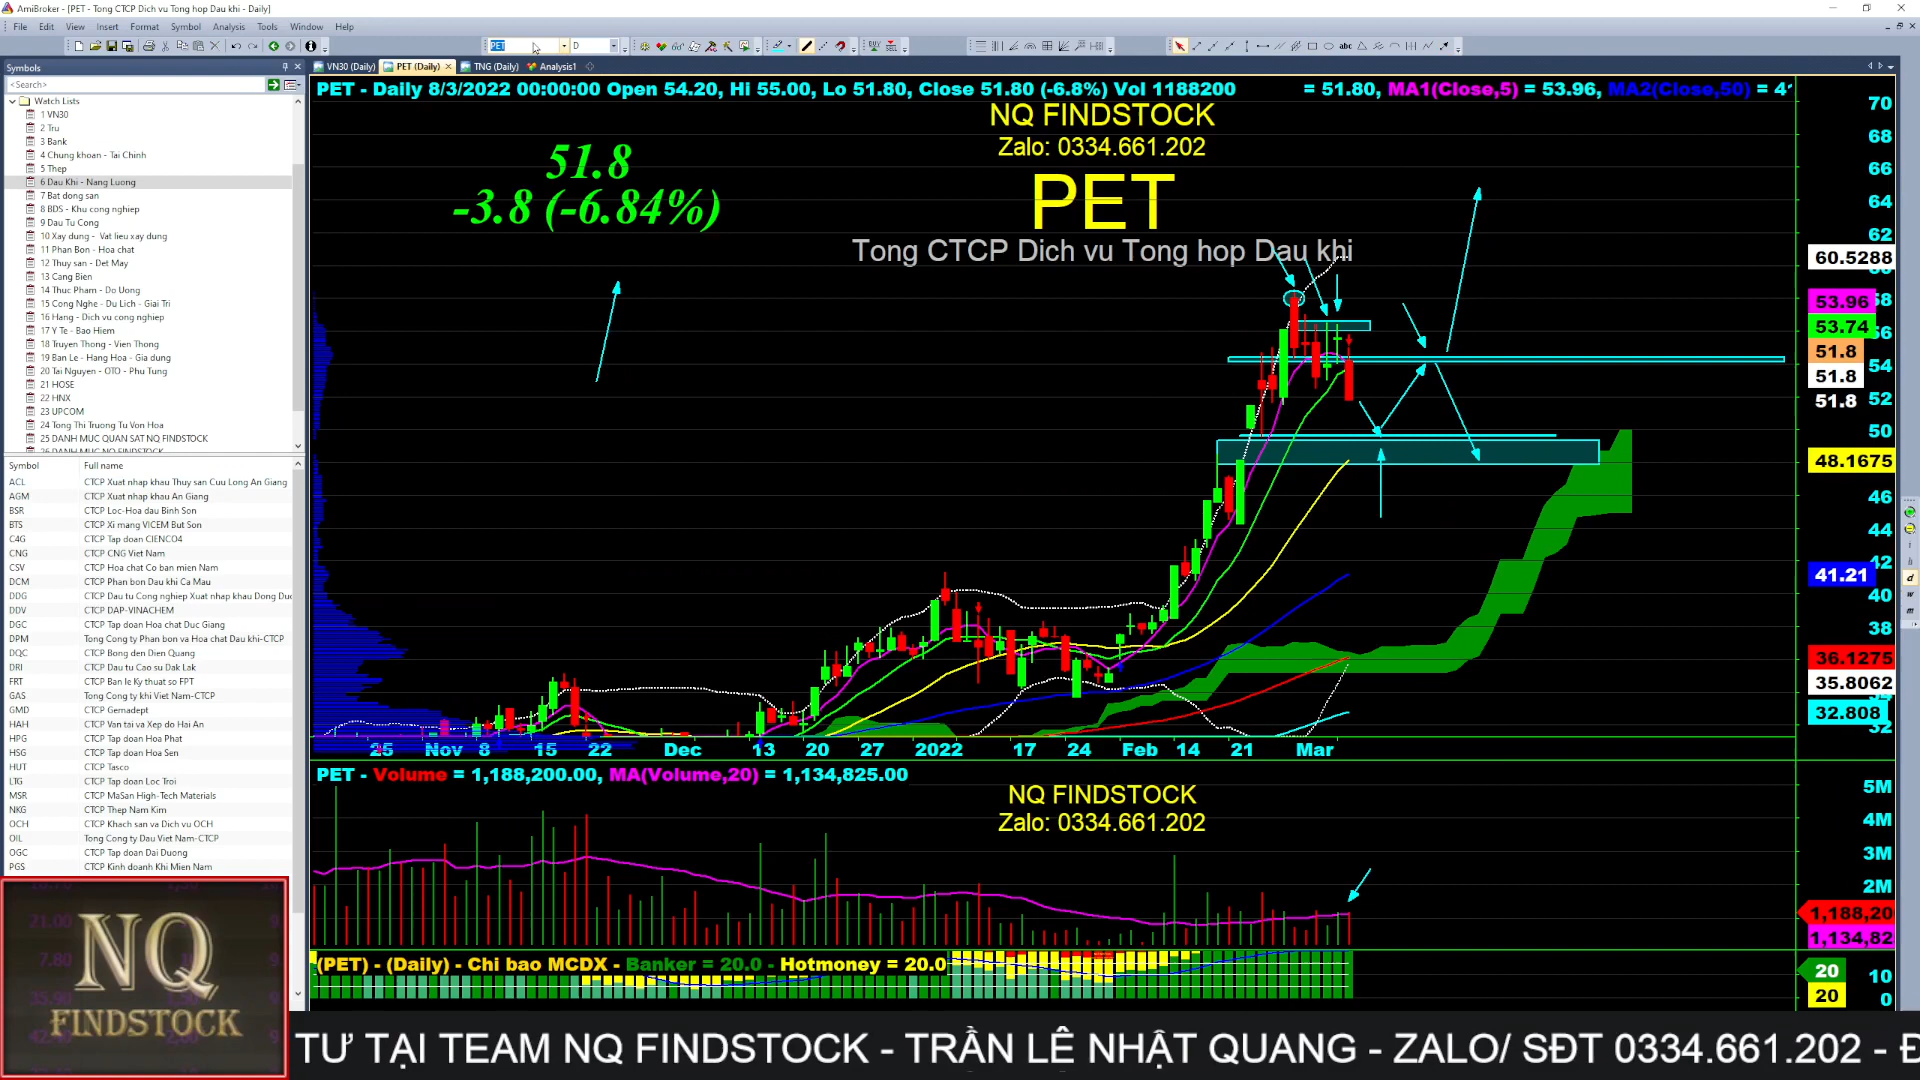 AmiBroker - [PET - Tong CTCP Dich vu Tong hop Dau khi - Daily]
File Edit View Insert Format Symbol Analysis Tools Window Help
PET D
Symbols
VN30 (Daily) PET (Daily) TNG (Daily) Analysis1
<Search>
Watch Lists
1 VN30
2 Tru
3 Bank
4 Chung khoan - Tai Chinh
5 Thep
6 Dau Khi - Nang Luong
7 Bat dong san
8 BDS - Khu cong nghiep
9 Dau Tu Cong
10 Xay dung - Vat lieu xay dung
11 Phan Bon - Hoa chat
12 Thuy san - Det May
13 Cang Bien
14 Thuc Pham - Do Uong
15 Cong Nghe - Du Lich - Giai Tri
16 Hang - Dich vu cong nghiep
17 Y Te - Bao Hiem
18 Truyen Thong - Vien Thong
19 Ban Le - Hang Hoa - Gia dung
20 Tai Nguyen - OTO - Phu Tung
21 HOSE
22 HNX
23 UPCOM
24 Tong Thi Truong Tu Von Hoa
25 DANH MUC QUAN SAT NQ FINDSTOCK
Symbol Full name
ACL CTCP Xuat nhap khau Thuy san Cuu Long An Giang
AGM CTCP Xuat nhap khau An Giang
BSR CTCP Loc-Hoa dau Binh Son
BTS CTCP Xi mang VICEM But Son
C4G CTCP Tap doan CIENCO4
CNG CTCP CNG Viet Nam
CSV CTCP Hoa chat Co ban mien Nam
DCM CTCP Phan bon Dau khi Ca Mau
DDG CTCP Dau tu Cong nghiep Xuat nhap khau Dong Duc
DDV CTCP DAP-VINACHEM
DGC CTCP Tap doan Hoa chat Duc Giang
DPM Tong Cong ty Phan bon va Hoa chat Dau khi-CTCP
DQC CTCP Bong den Dien Quang
DRI CTCP Dau tu Cao su Dak Lak
FRT CTCP Ban le Ky thuat so FPT
GAS Tong Cong ty khi Viet Nam-CTCP
GMD CTCP Gemadept
HAH CTCP Van tai va Xep do Hai An
HPG CTCP Tap doan Hoa Phat
HSG CTCP Tap doan Hoa Sen
HUT CTCP Tasco
LTG CTCP Tap doan Loc Troi
MSR CTCP MaSan High-Tech Materials
NKG CTCP Thep Nam Kim
OCH CTCP Khach san va Dich vu OCH
OIL Tong Cong ty Dau Viet Nam-CTCP
OGC CTCP Tap doan Dai Duong
PGS CTCP Kinh doanh Khi Mien Nam
PET - Daily 8/3/2022 00:00:00 Open 54.20, Hi 55.00, Lo 51.80, Close 51.80 (-6.8%) Vol 1188200 = 51.80, MA1(Close,5) = 53.96, MA2(Close,50) = 4
NQ FINDSTOCK
Zalo: 0334.661.202
PET
Tong CTCP Dich vu Tong hop Dau khi
51.8
-3.8 (-6.84%)
70
68
66
64
62
60.5288
58
53.96
53.74
56
51.8
54
51.8
51.8
52
50
48.1675
46
44
42
41.21
40
38
36.1275
35.8062
32.808
32
25 Nov 8 15 22 Dec 13 20 27 2022 17 24 Feb 14 21 Mar
PET - Volume = 1,188,200.00, MA(Volume,20) = 1,134,825.00
NQ FINDSTOCK
Zalo: 0334.661.202
5M
4M
3M
2M
1,188,20
1,134,82
(PET) - (Daily) - Chi bao MCDX - Banker = 20.0 - Hotmoney = 20.0
20
10
20
0
NQ
FINDSTOCK
TƯ TẠI TEAM NQ FINDSTOCK - TRẦN LÊ NHẬT QUANG - ZALO/ SĐT 0334.661.202 - Đ